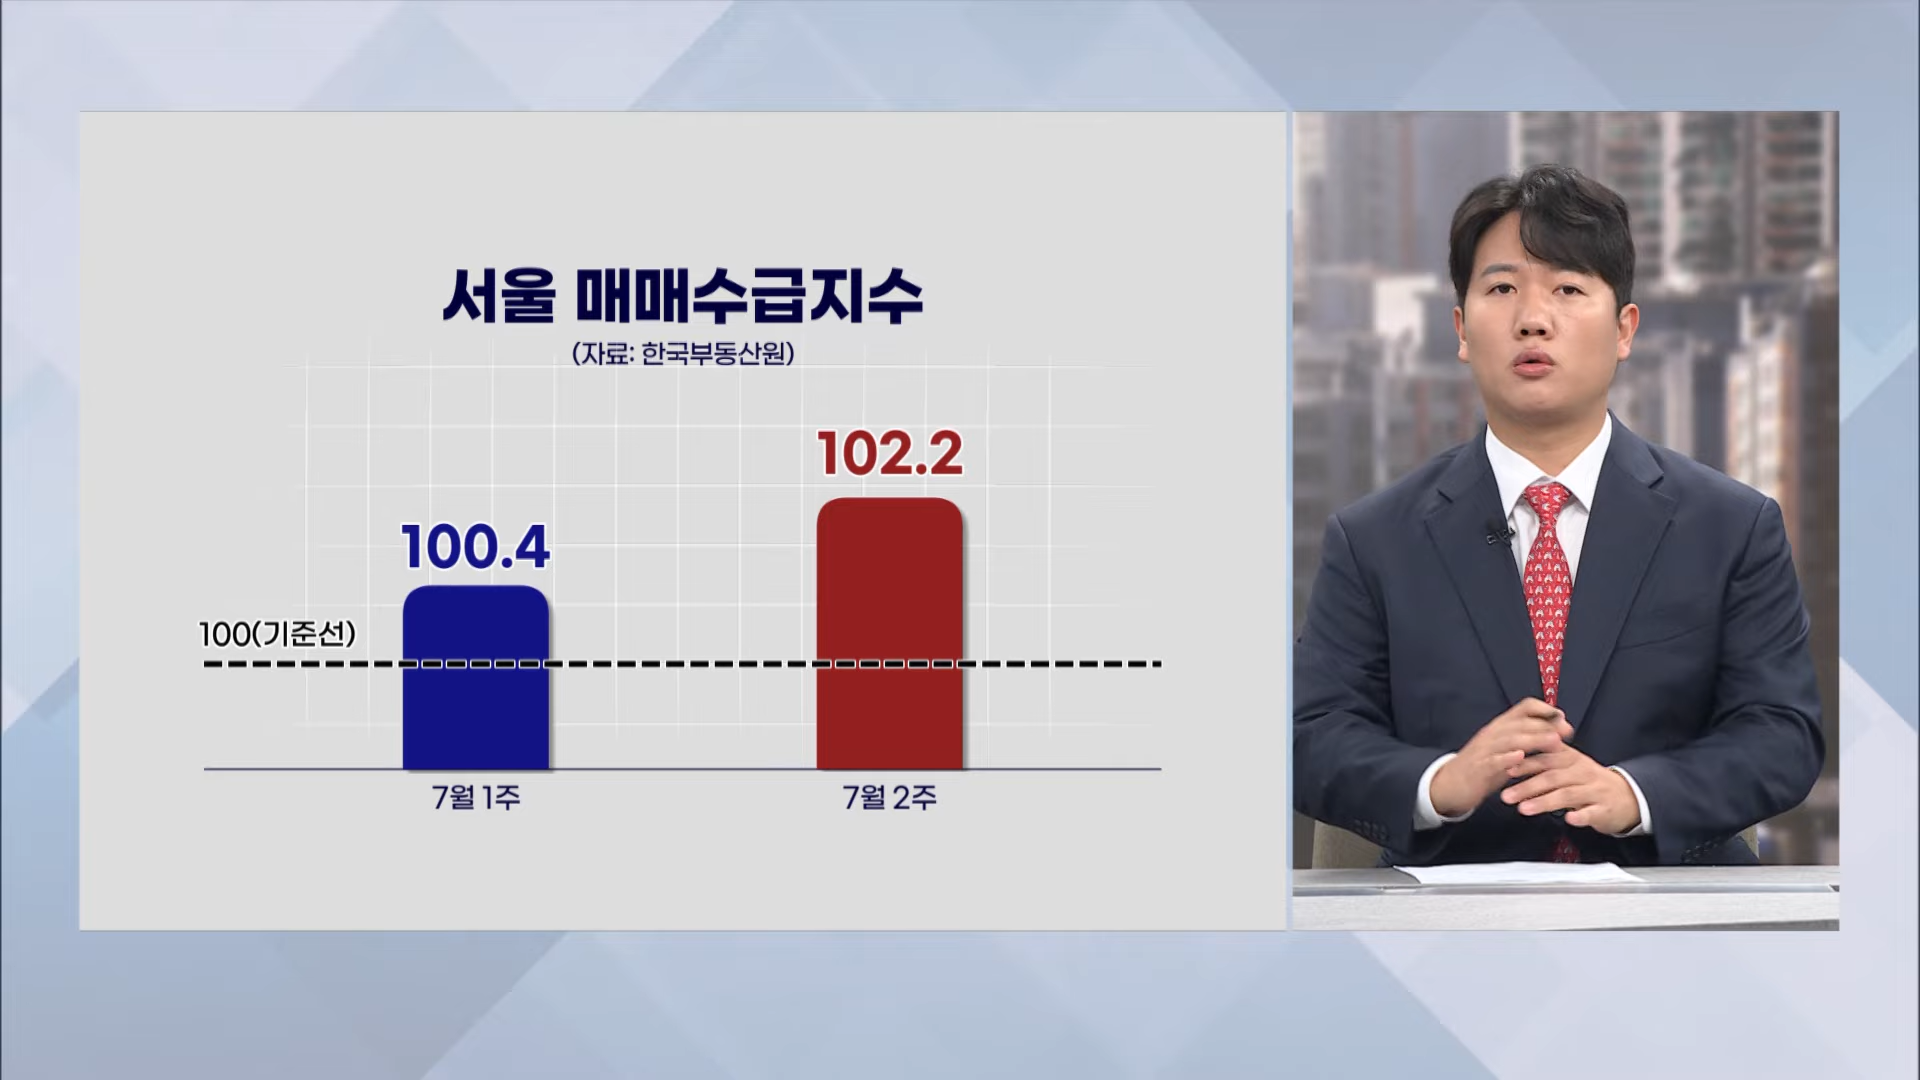 서울 매매수급지수
(자료: 한국부동산원)
102.2
100.4
100(기준선)
7월 1주
7월 2주